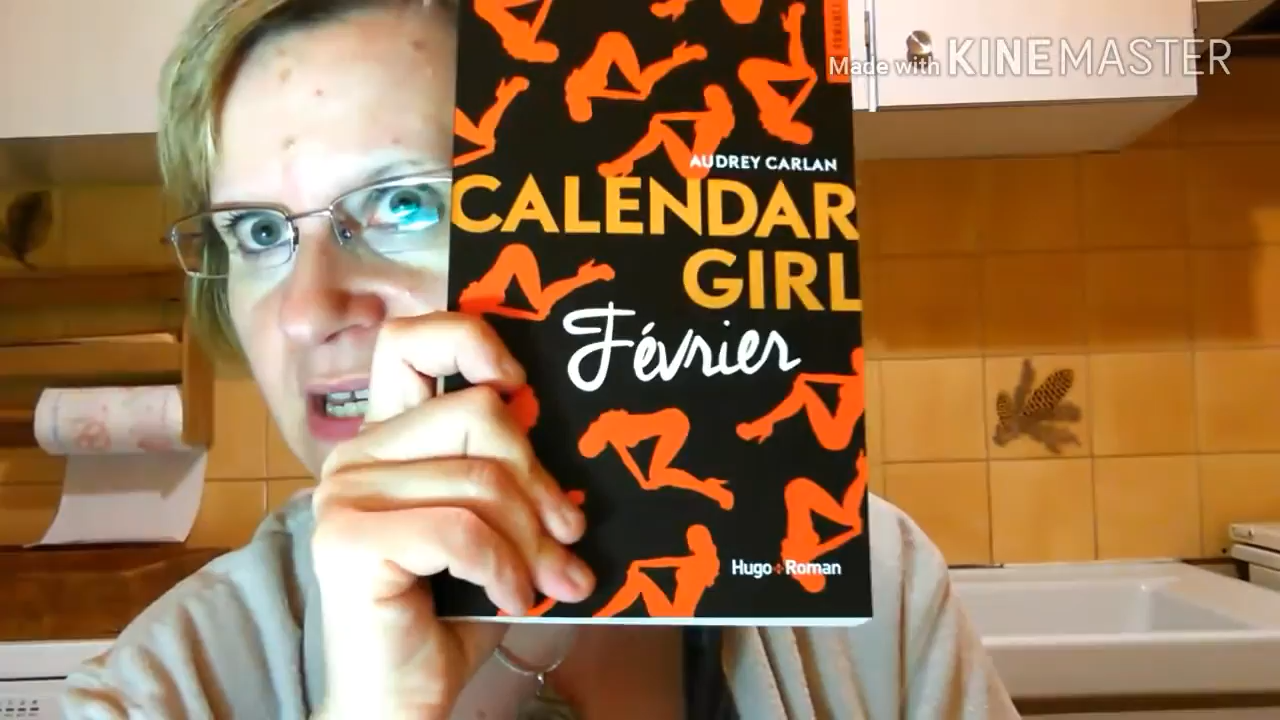 Made with KINEMASTER
AUDREY CARLAN
CALENDAR
GIRL
Février
Hugo Roman